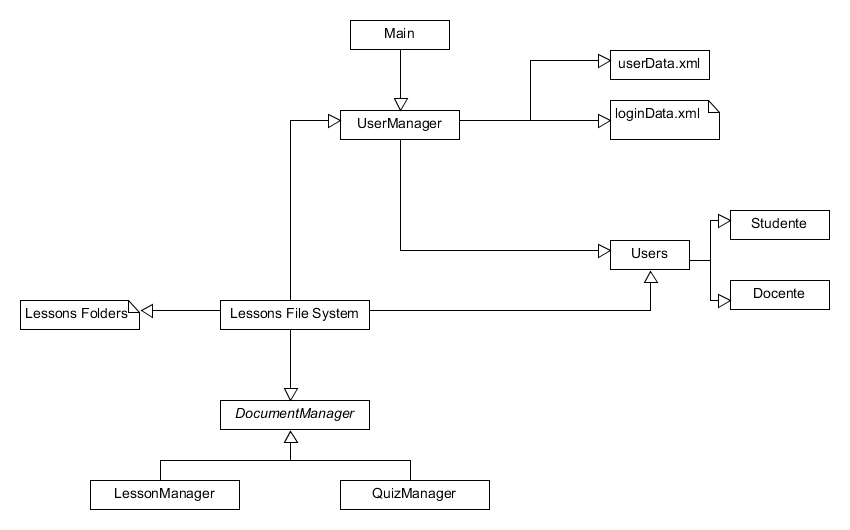 Main
userData.xml
loginData.xml
UserManager
Studente
Users
Docente
Lessons Folders
Lessons File System
DocumentManager
LessonManager
QuizManager